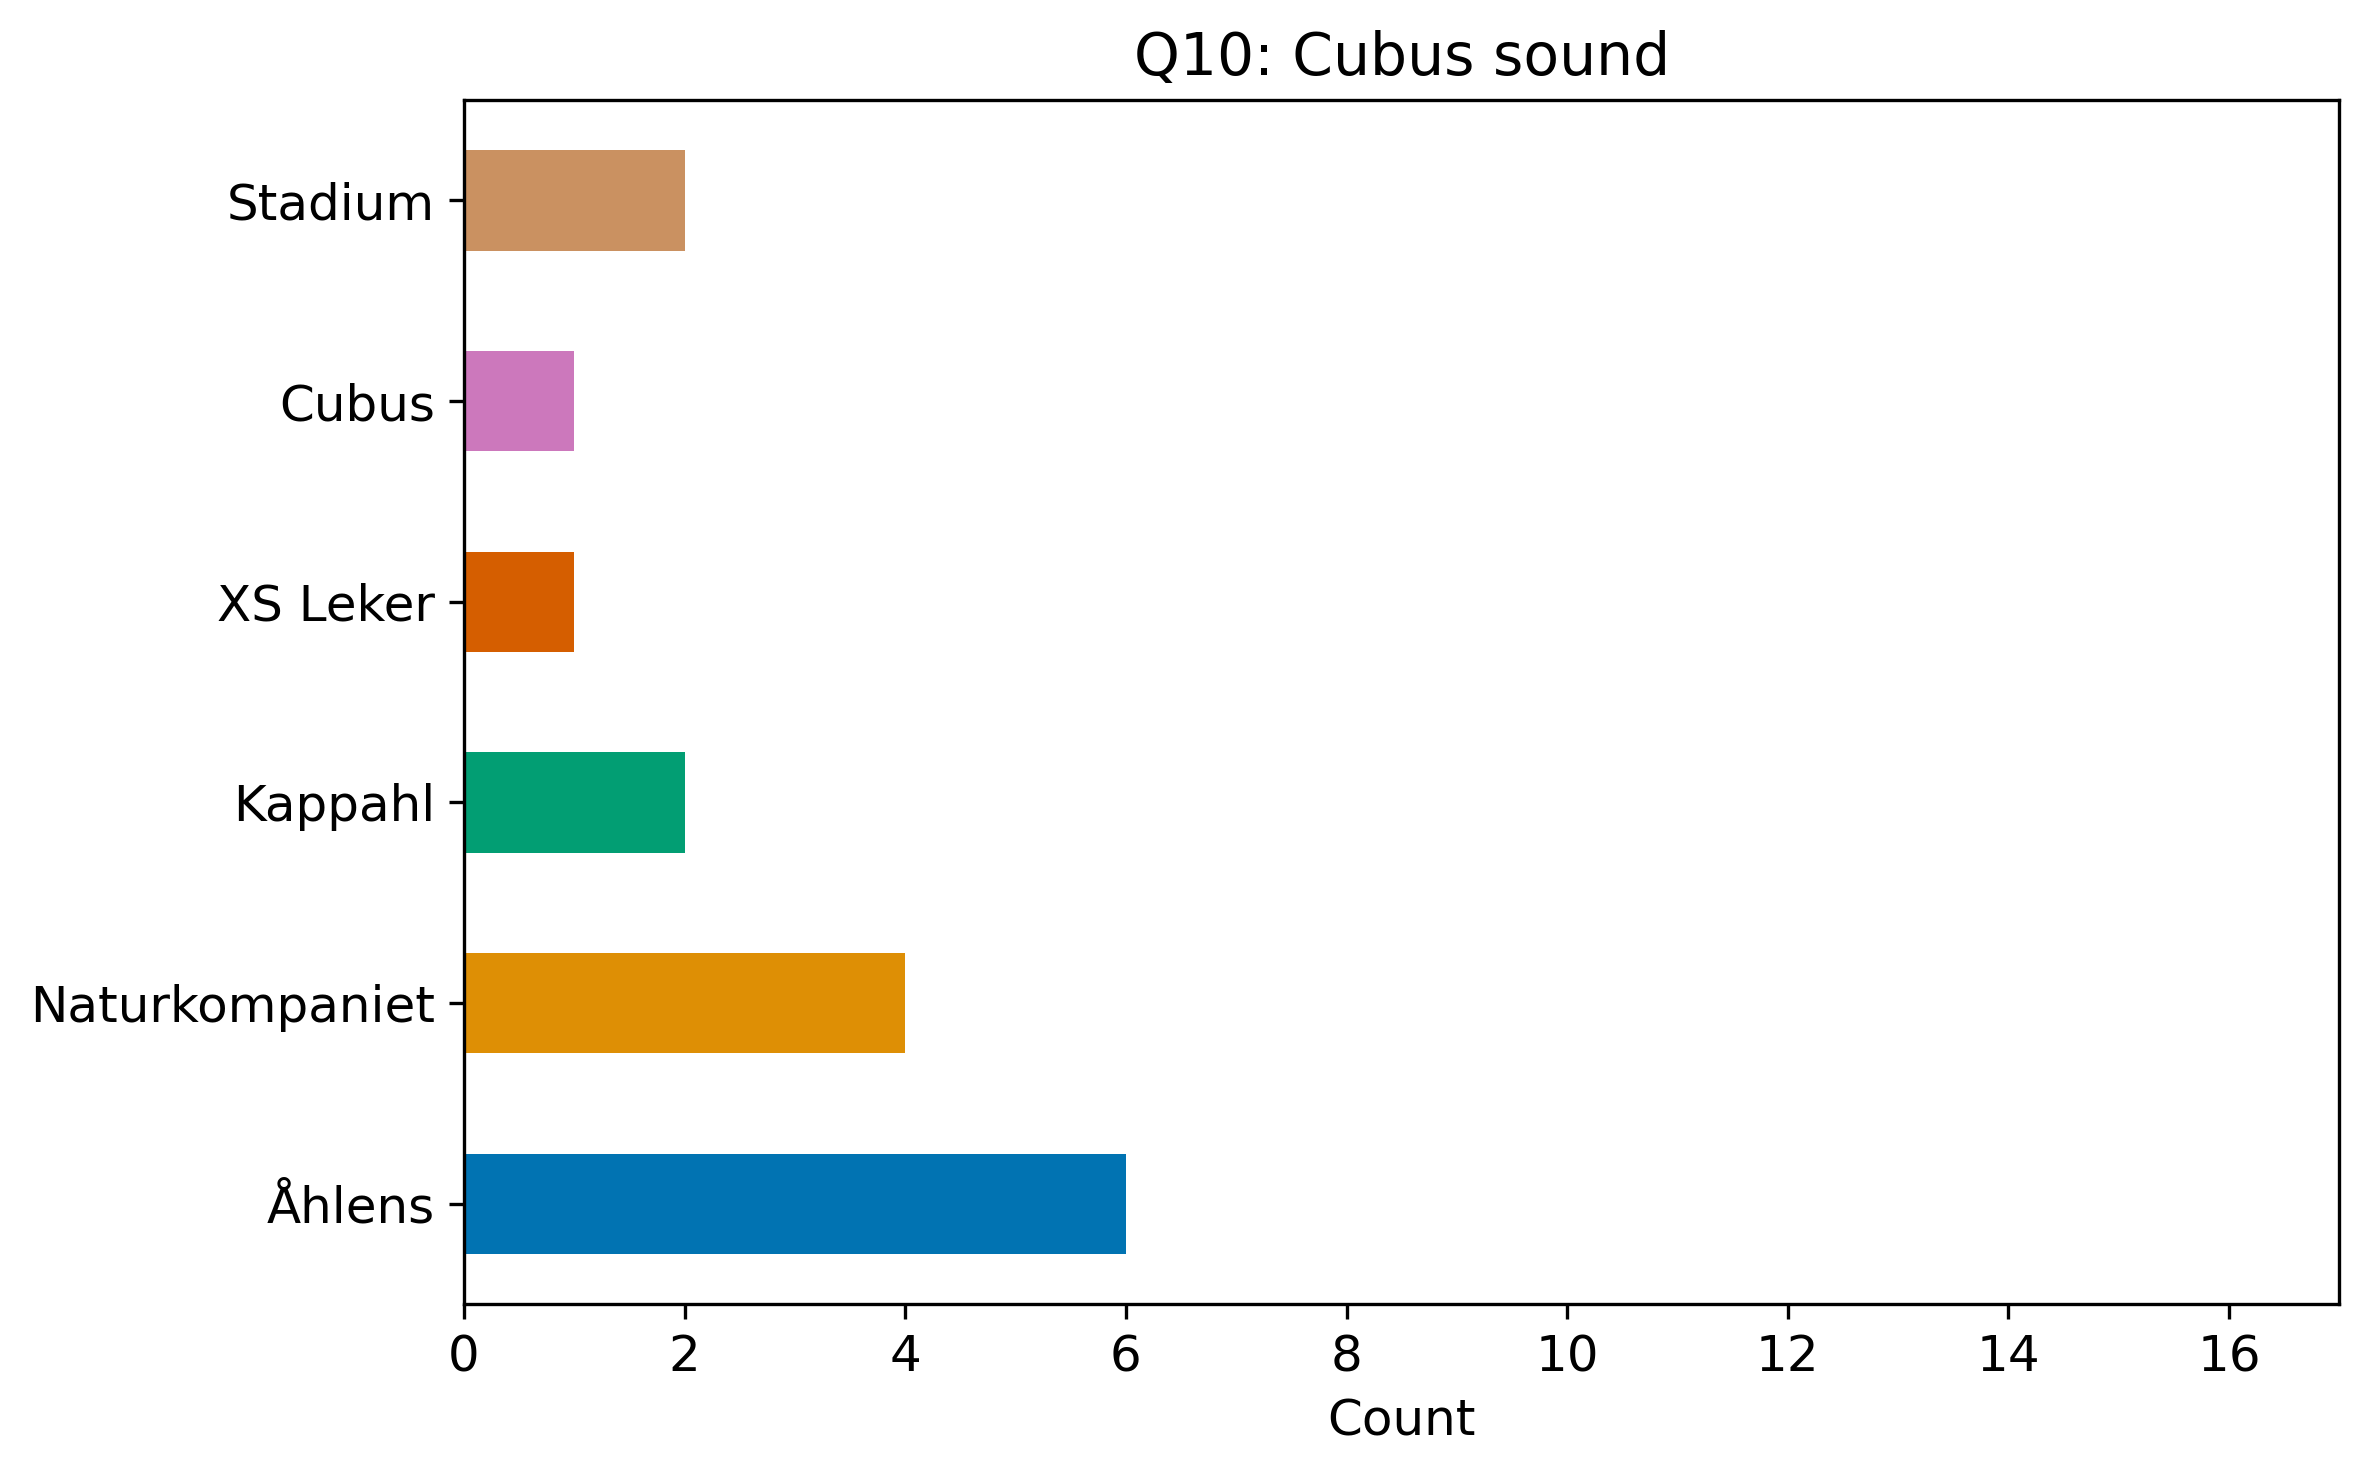 Q10: Cubus sound
Stadium
Cubus
XS Leker
Kappahl
Naturkompaniet
Åhlens
0 2 4 6 8 10 12 14 16
Count